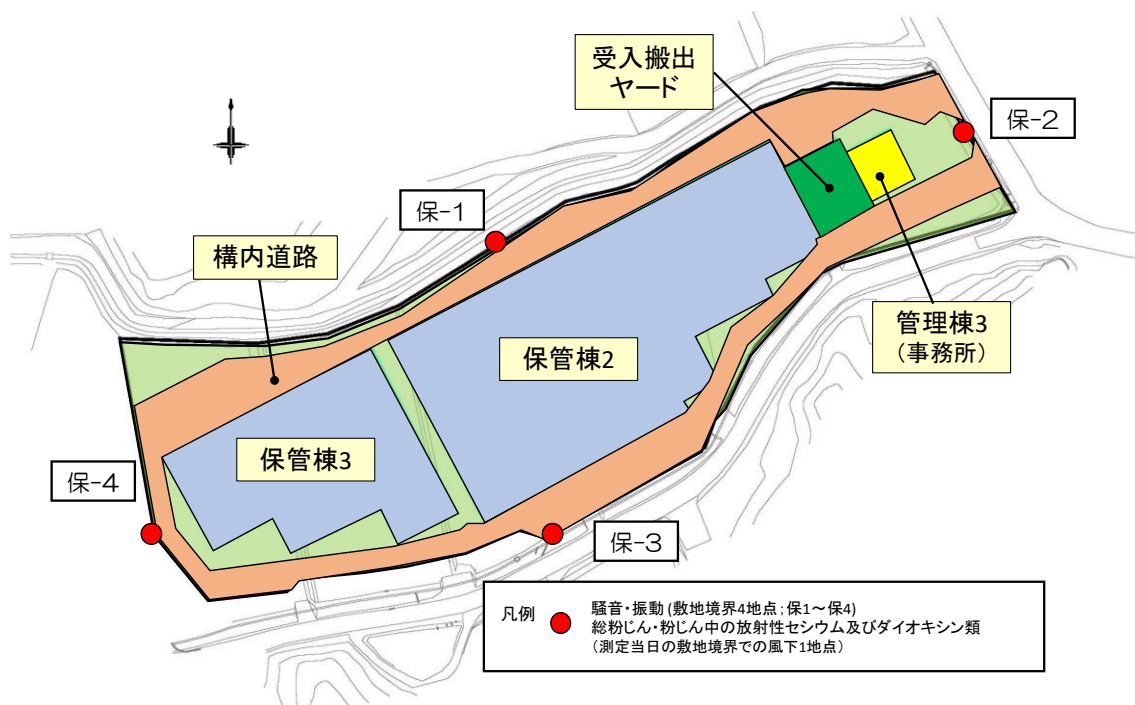 受入搬出
ヤード
保-2
保-1
構内道路
管理棟3
（事務所）
保管棟2
保管棟3
保-4
保-3
凡例
騒音・振動(敷地境界4地点;保1～保4)
総粉じん・粉じん中の放射性セシウム及びダイオキシン類
（測定当日の敷地境界での風下1地点）